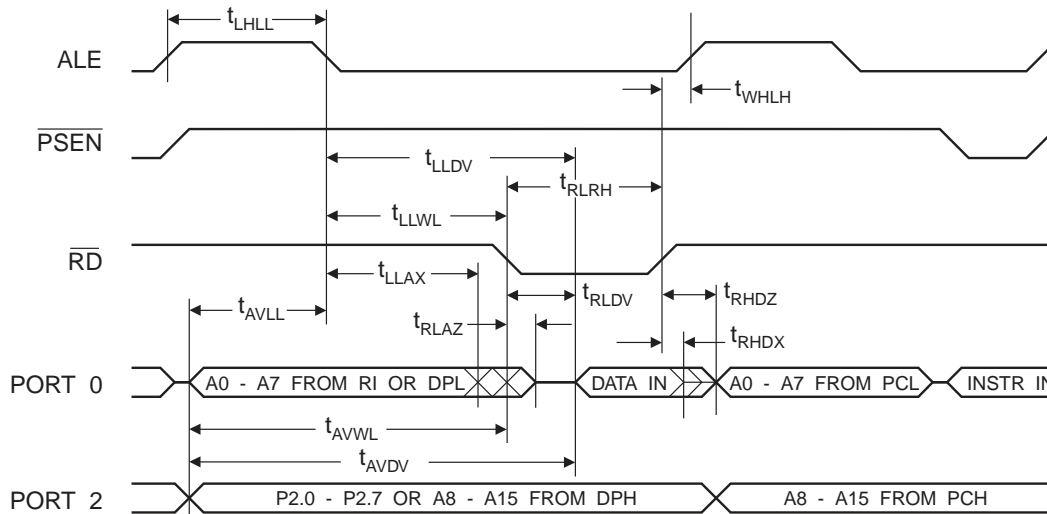 tLHLL
ALE
tWHLH
PSEN
tLLDV
tRLRH
tLLWL
RD
tLLAX
tRLDV
tRHDZ
tAVLL
tRLAZ
tRHDX
PORT 0
A0 - A7 FROM RI OR DPL
DATA IN
A0 - A7 FROM PCL
INSTR IN
tAVWL
tAVDV
PORT 2
P2.0 - P2.7 OR A8 - A15 FROM DPH
A8 - A15 FROM PCH